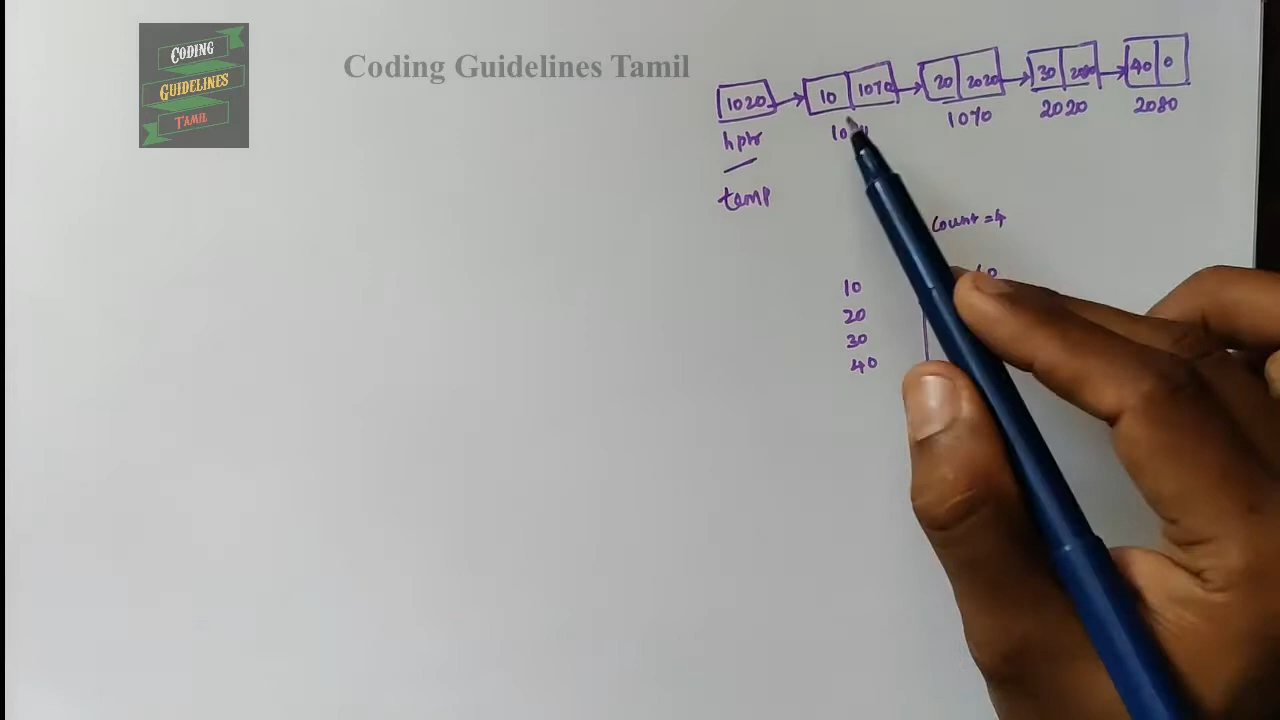 CODING
GUIDELINES
TAMIL
Coding Guidelines Tamil
1020 10 1070 20 2020 30 2080 40 0
hptr 1070 2020 2080
temp
count = 4
10
20
30
40